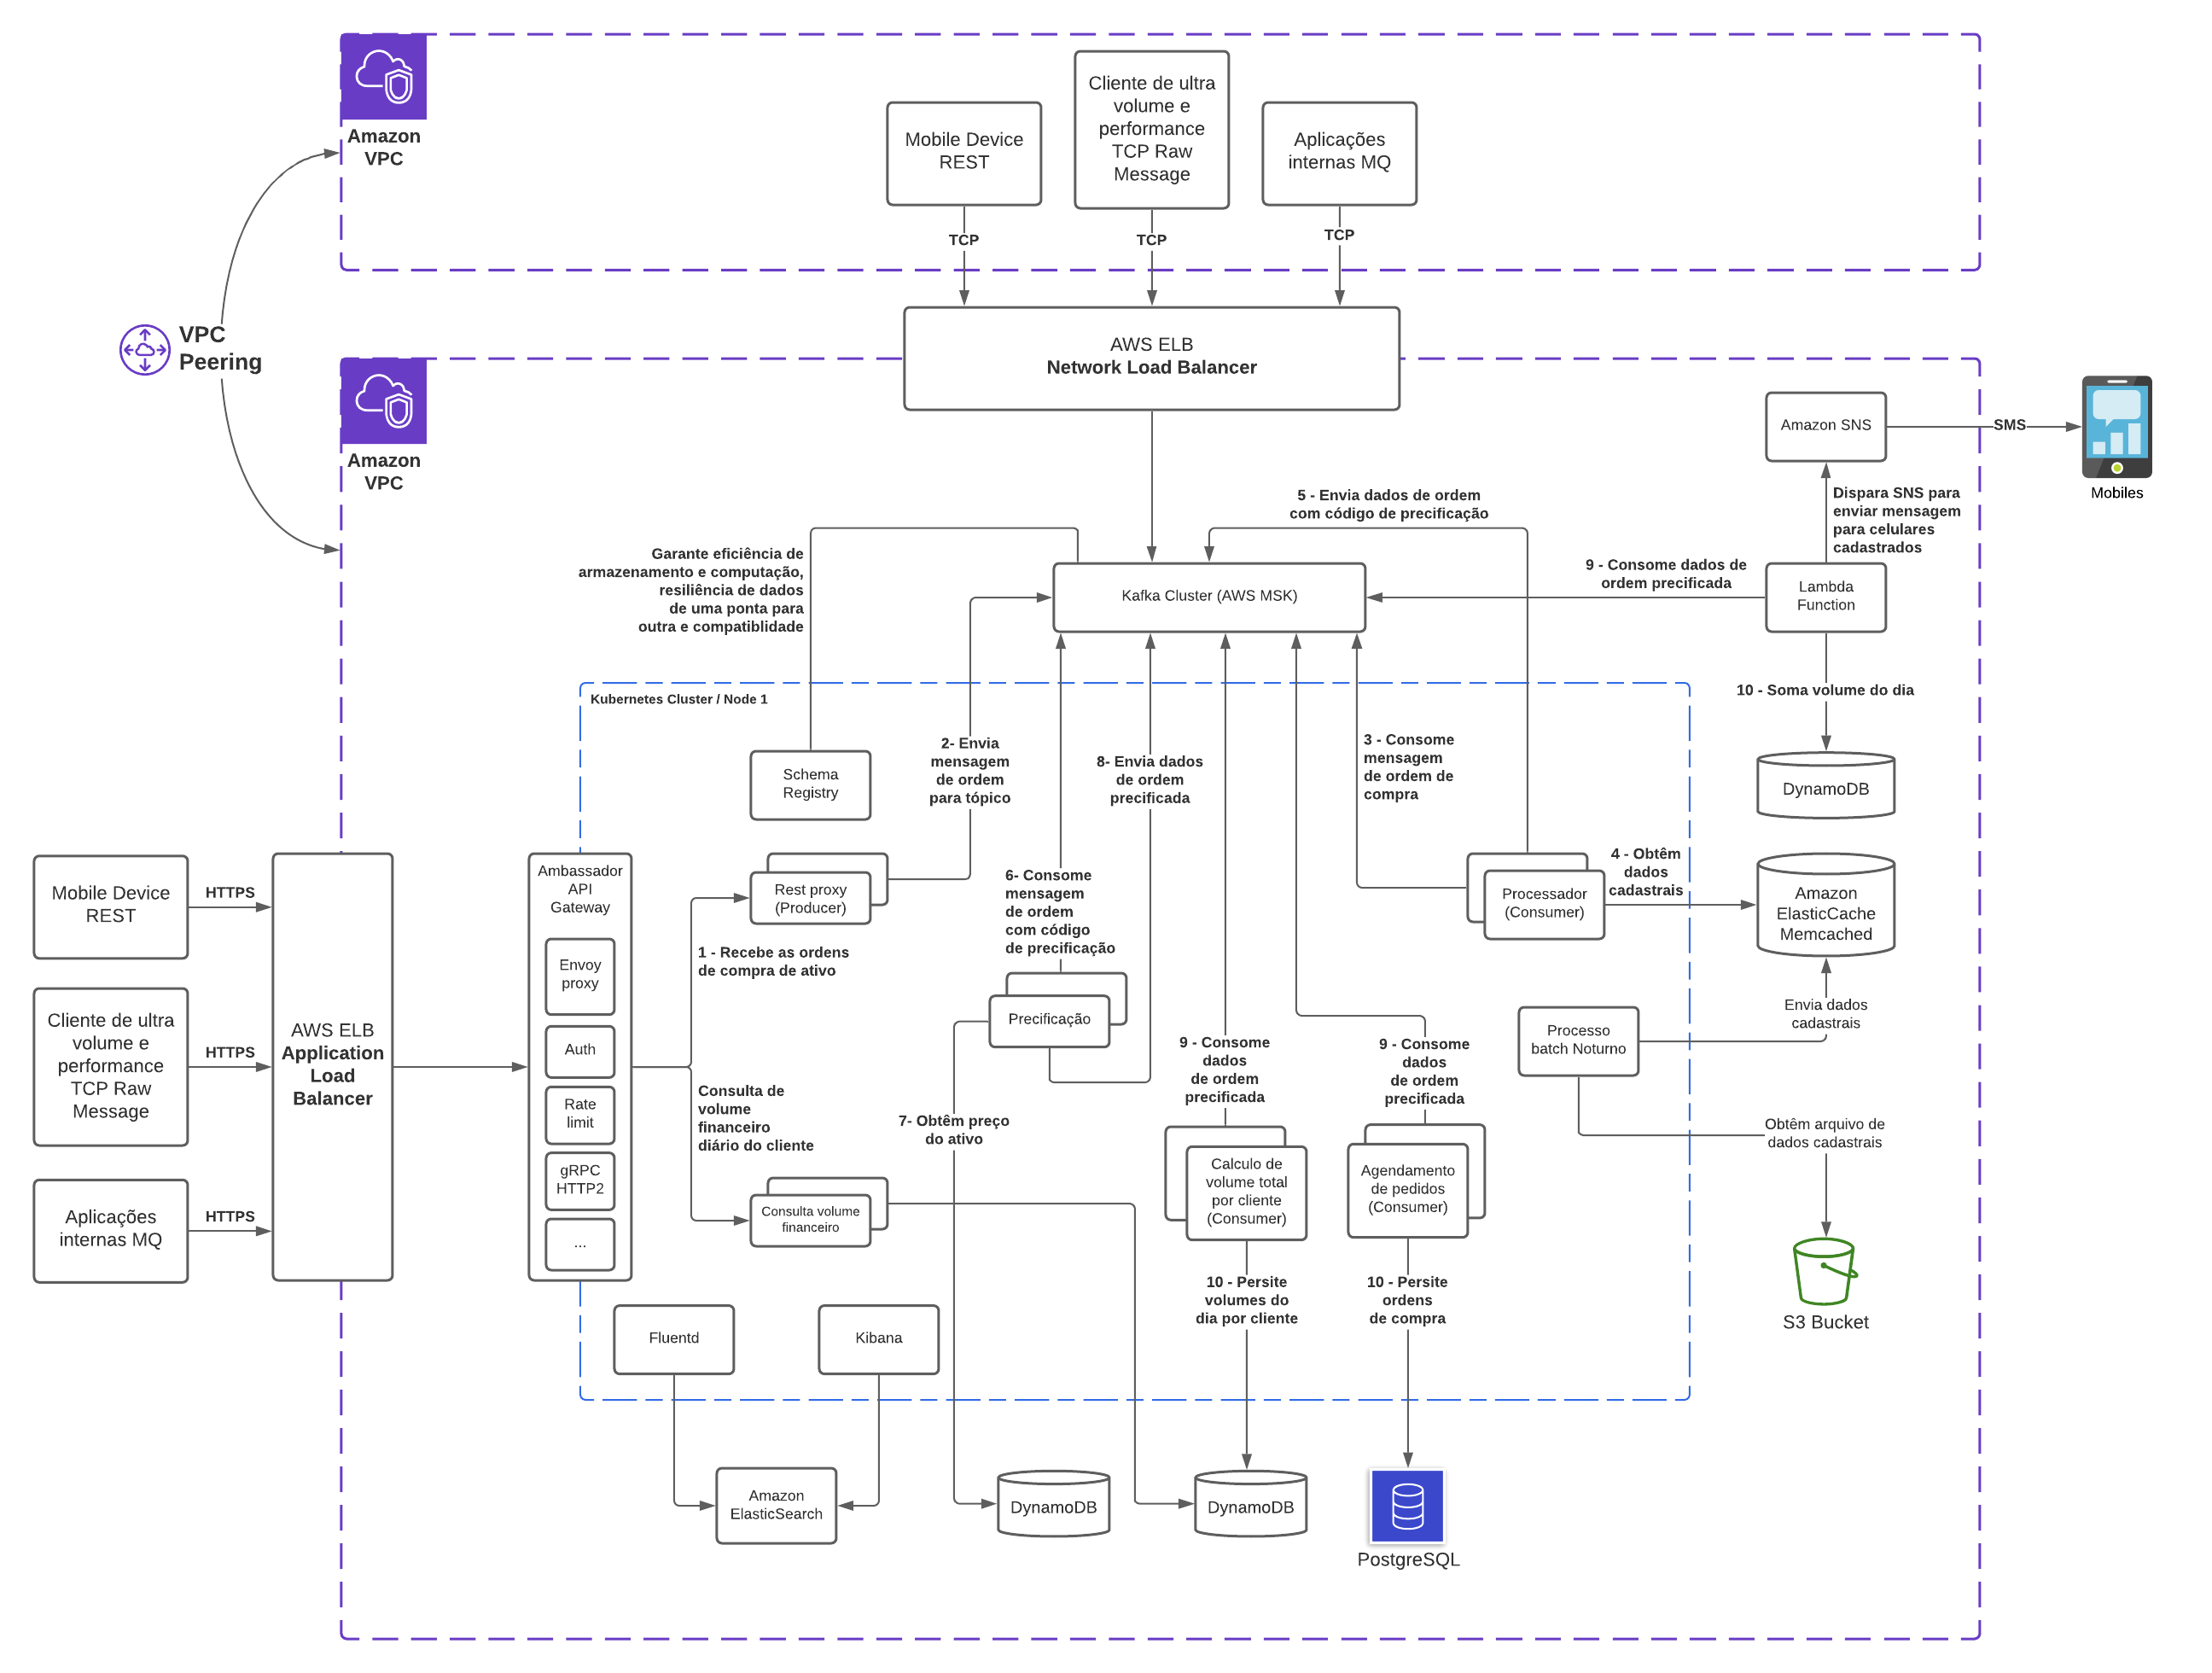 Amazon
VPC
Mobile Device
REST
Cliente de ultra
volume e
performance
TCP Raw
Message
Aplicações
internas MQ
TCP
TCP
TCP
VPC
Peering
AWS ELB
Network Load Balancer
Amazon
VPC
Amazon SNS
SMS
Mobiles
Dispara SNS para
enviar mensagem
para celulares
cadastrados
5 - Envia dados de ordem
com código de precificação
Garante eficiência de
armazenamento e computação,
resiliência de dados
de uma ponta para
outra e compatiblidade
Kafka Cluster (AWS MSK)
9 - Consome dados de
ordem precificada
Lambda
Function
Kubernetes Cluster / Node 1
10 - Soma volume do dia
DynamoDB
Schema
Registry
2- Envia
mensagem
de ordem
para tópico
8- Envia dados
de ordem
precificada
3 - Consome
mensagem
de ordem de
compra
Mobile Device
REST
HTTPS
Cliente de ultra
volume e
performance
TCP Raw
Message
HTTPS
Aplicações
internas MQ
HTTPS
AWS ELB
Application
Load
Balancer
Ambassador
API
Gateway
Envoy
proxy
Auth
Rate
limit
gRPC
HTTP2
...
Rest proxy
(Producer)
1 - Recebe as ordens
de compra de ativo
Consulta de
volume
financeiro
diário do cliente
Consulta volume
financeiro
6- Consome
mensagem
de ordem
com código
de precificação
Precificação
7- Obtêm preço
do ativo
Processador
(Consumer)
4 - Obtêm
dados
cadastrais
Amazon
ElasticCache
Memcached
Envia dados
cadastrais
Processo
batch Noturno
Obtêm arquivo de
dados cadastrais
S3 Bucket
9 - Consome
dados
de ordem
precificada
9 - Consome
dados
de ordem
precificada
Calculo de
volume total
por cliente
(Consumer)
Agendamento
de pedidos
(Consumer)
10 - Persite
volumes do
dia por cliente
10 - Persite
ordens
de compra
Fluentd
Kibana
Amazon
ElasticSearch
DynamoDB
DynamoDB
PostgreSQL